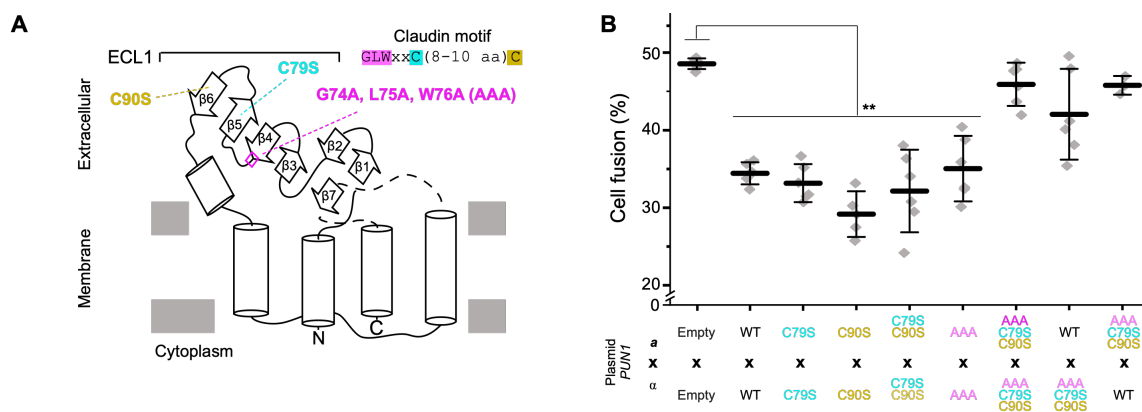 A
Extracellular
Membrane
ECL1
Claudin motif
GLWxxC(8-10 aa)C
C79S
C90S
G74A, L75A, W76A (AAA)
β6
β5
β4
β3
β2
β1
β7
N
C
Cytoplasm
B
Cell fusion (%)
50
40
30
20
0
**
Plasmid
PUN1
a
Empty
WT
C79S
C90S
C79S
C90S
AAA
AAA
C79S
C90S
WT
AAA
C79S
C90S
x
x
x
x
x
x
x
x
x
x
α
Empty
WT
C79S
C90S
C79S
C90S
AAA
AAA
C79S
C90S
AAA
C79S
C90S
WT